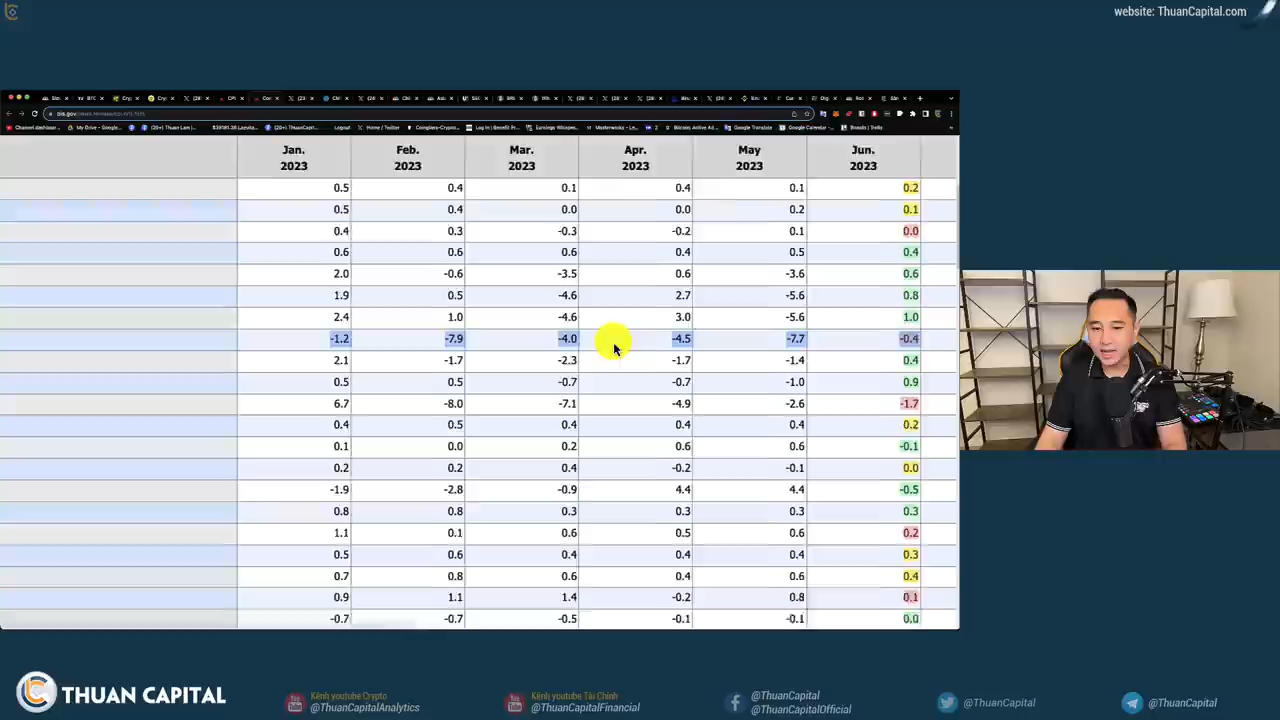 website: ThuanCapital.com
Jan. 2023 Feb. 2023 Mar. 2023 Apr. 2023 May 2023 Jun. 2023
0.5 0.4 0.1 0.4 0.1 0.2
0.5 0.4 0.0 0.0 0.2 0.1
0.4 0.3 -0.3 -0.2 0.1 0.0
0.6 0.6 0.6 0.4 0.5 0.4
2.0 -0.6 -3.5 0.6 -3.6 0.6
1.9 0.5 -4.6 2.7 -5.6 0.8
2.4 1.0 -4.6 3.0 -5.6 1.0
-1.2 -7.9 -4.0 -4.5 -7.7 -0.4
2.1 -1.7 -2.3 -1.7 -1.4 0.4
0.5 0.5 -0.7 -0.7 -1.0 0.9
6.7 -8.0 -7.1 -4.9 -2.6 -1.7
0.4 0.5 0.4 0.4 0.4 0.2
0.1 0.0 0.2 0.6 0.6 -0.1
0.2 0.2 0.4 -0.2 -0.1 0.0
-1.9 -2.8 -0.9 4.4 4.4 -0.5
0.8 0.8 0.3 0.3 0.3 0.3
1.1 0.1 0.6 0.5 0.6 0.2
0.5 0.6 0.4 0.4 0.4 0.3
0.7 0.8 0.6 0.4 0.6 0.4
0.9 1.1 1.4 -0.2 0.8 0.1
-0.7 -0.7 -0.5 -0.1 -0.1 0.0
THUAN CAPITAL
Kênh youtube Crypto
@ThuanCapitalAnalytics
Kênh youtube Tài Chính
@ThuanCapitalFinancial
@ThuanCapital
@ThuanCapitalOfficial
@ThuanCapital
@ThuanCapital